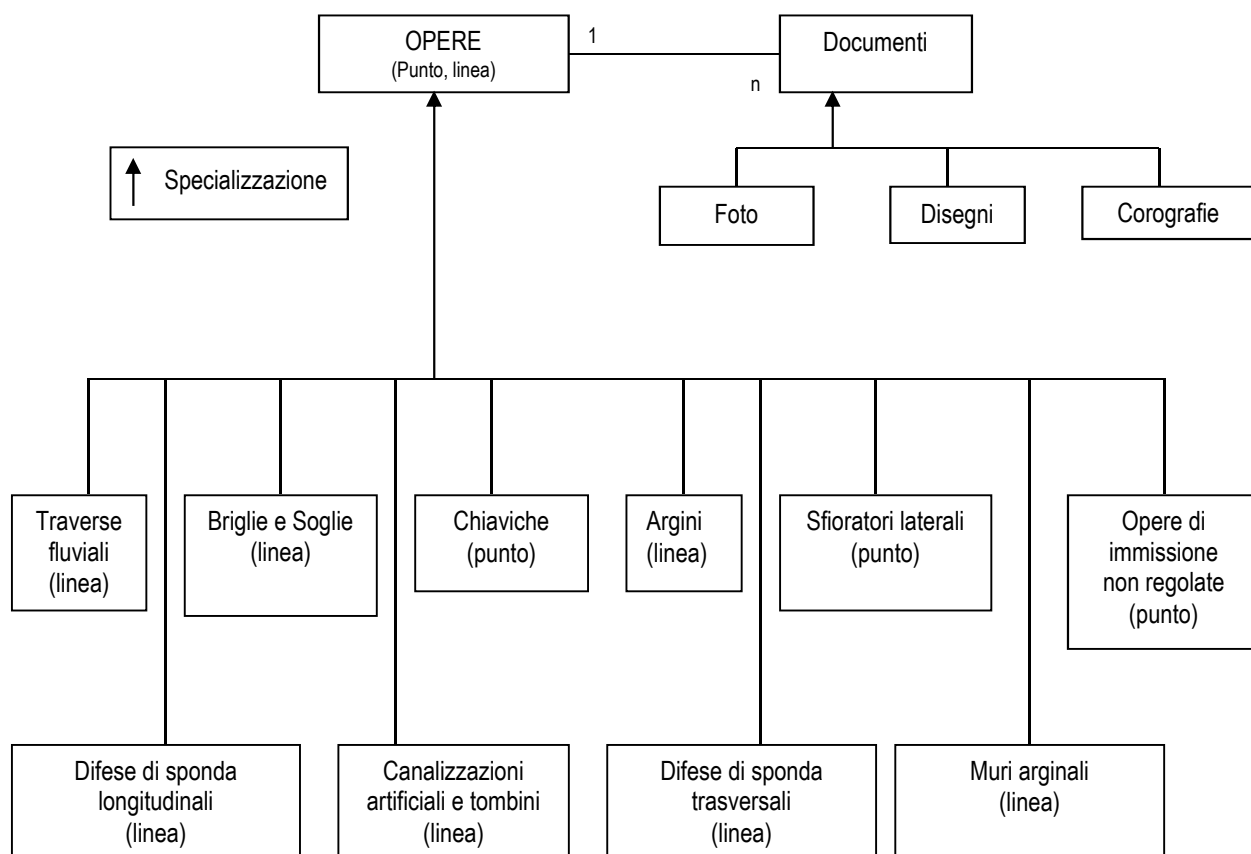 OPERE
(Punto, linea)
1
n
Documenti
Specializzazione
Foto
Disegni
Corografie
Traverse
fluviali
(linea)
Briglie e Soglie
(linea)
Chiaviche
(punto)
Argini
(linea)
Sfioratori laterali
(punto)
Opere di
immissione
non regolate
(punto)
Difese di sponda
longitudinali
(linea)
Canalizzazioni
artificiali e tombini
(linea)
Difese di sponda
trasversali
(linea)
Muri arginali
(linea)